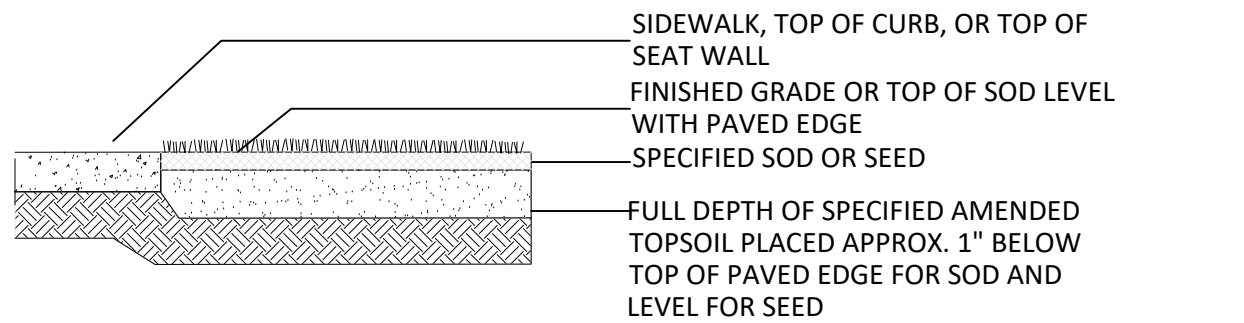 SIDEWALK, TOP OF CURB, OR TOP OF
SEAT WALL
FINISHED GRADE OR TOP OF SOD LEVEL
WITH PAVED EDGE
SPECIFIED SOD OR SEED
FULL DEPTH OF SPECIFIED AMENDED
TOPSOIL PLACED APPROX. 1" BELOW
TOP OF PAVED EDGE FOR SOD AND
LEVEL FOR SEED